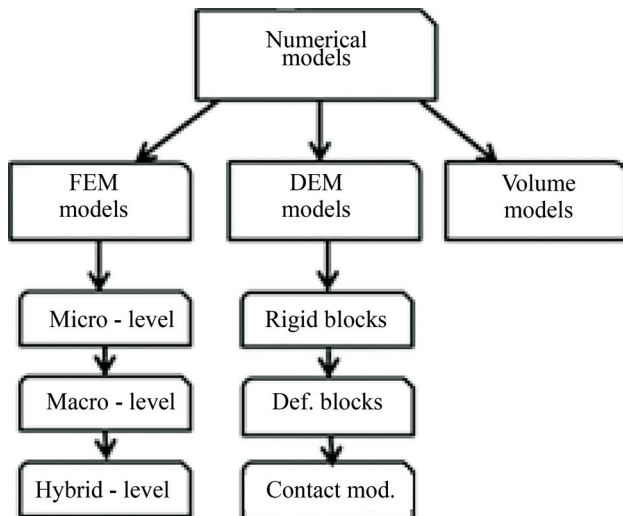 Numerical
models
FEM
models
DEM
models
Volume
models
Micro - level
Rigid blocks
Macro - level
Def. blocks
Hybrid - level
Contact mod.